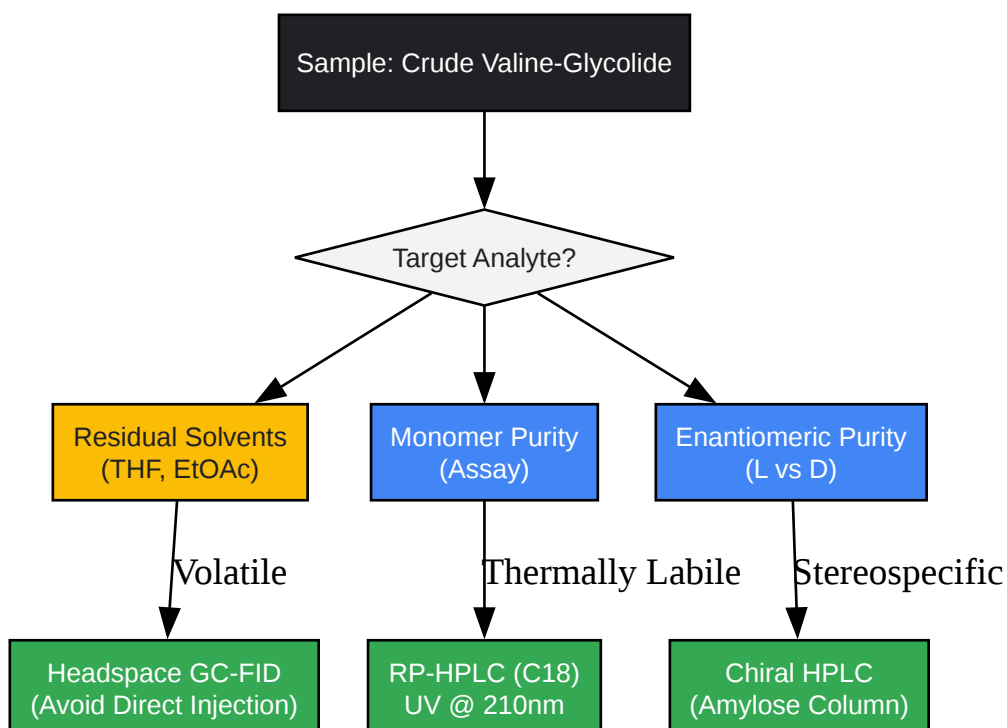 Sample: Crude Valine-Glycolide
Target Analyte?
Residual Solvents
(THF, EtOAc)
Monomer Purity
(Assay)
Enantiomeric Purity
(L vs D)
Volatile
Thermally Labile
Stereospecific
Headspace GC-FID
(Avoid Direct Injection)
RP-HPLC (C18)
UV @ 210nm
Chiral HPLC
(Amylose Column)